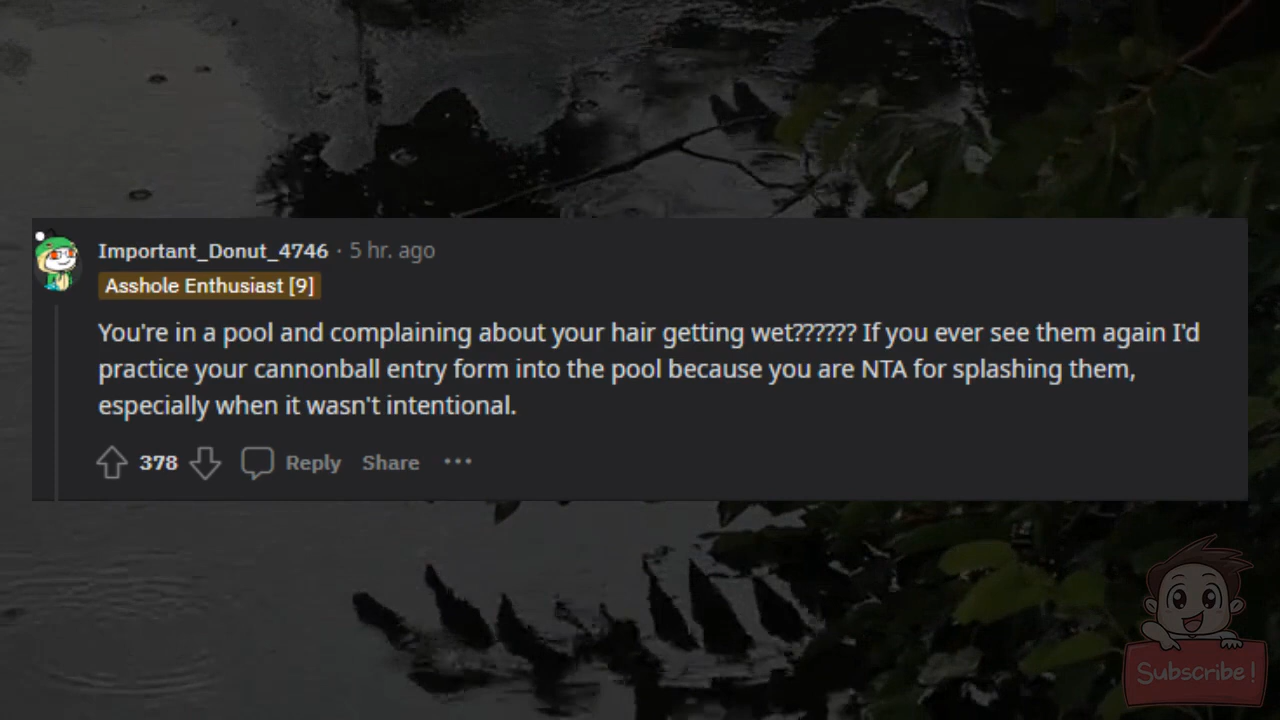 Important_Donut_4746 · 5 hr. ago
Asshole Enthusiast [9]
You're in a pool and complaining about your hair getting wet?????? If you ever see them again I'd
practice your cannonball entry form into the pool because you are NTA for splashing them,
especially when it wasn't intentional.
378 Reply Share ···
Subscribe!